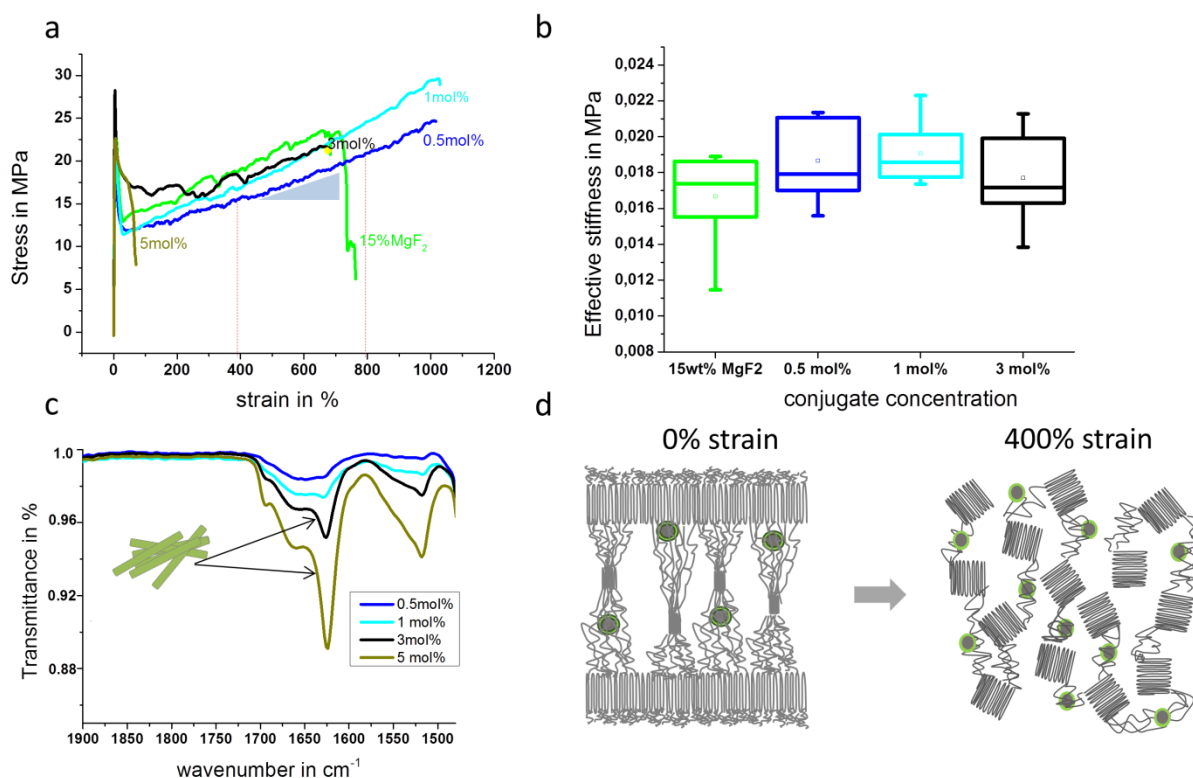 a
Stress in MPa
30
25
20
15
10
5
0
0
200
400
600
800
1000
1200
strain in %
1mol%
0.5mol%
3mol%
15%MgF₂
5mol%
b
Effective stiffness in MPa
0,024
0,022
0,020
0,018
0,016
0,014
0,012
0,010
0,008
15wt% MgF2
0.5 mol%
1 mol%
3 mol%
conjugate concentration
c
Transmittance in %
1.0
0.96
0.92
0.88
1900
1850
1800
1750
1700
1650
1600
1550
1500
wavenumber in cm⁻¹
0.5mol%
1 mol%
3mol%
5 mol%
d
0% strain
400% strain